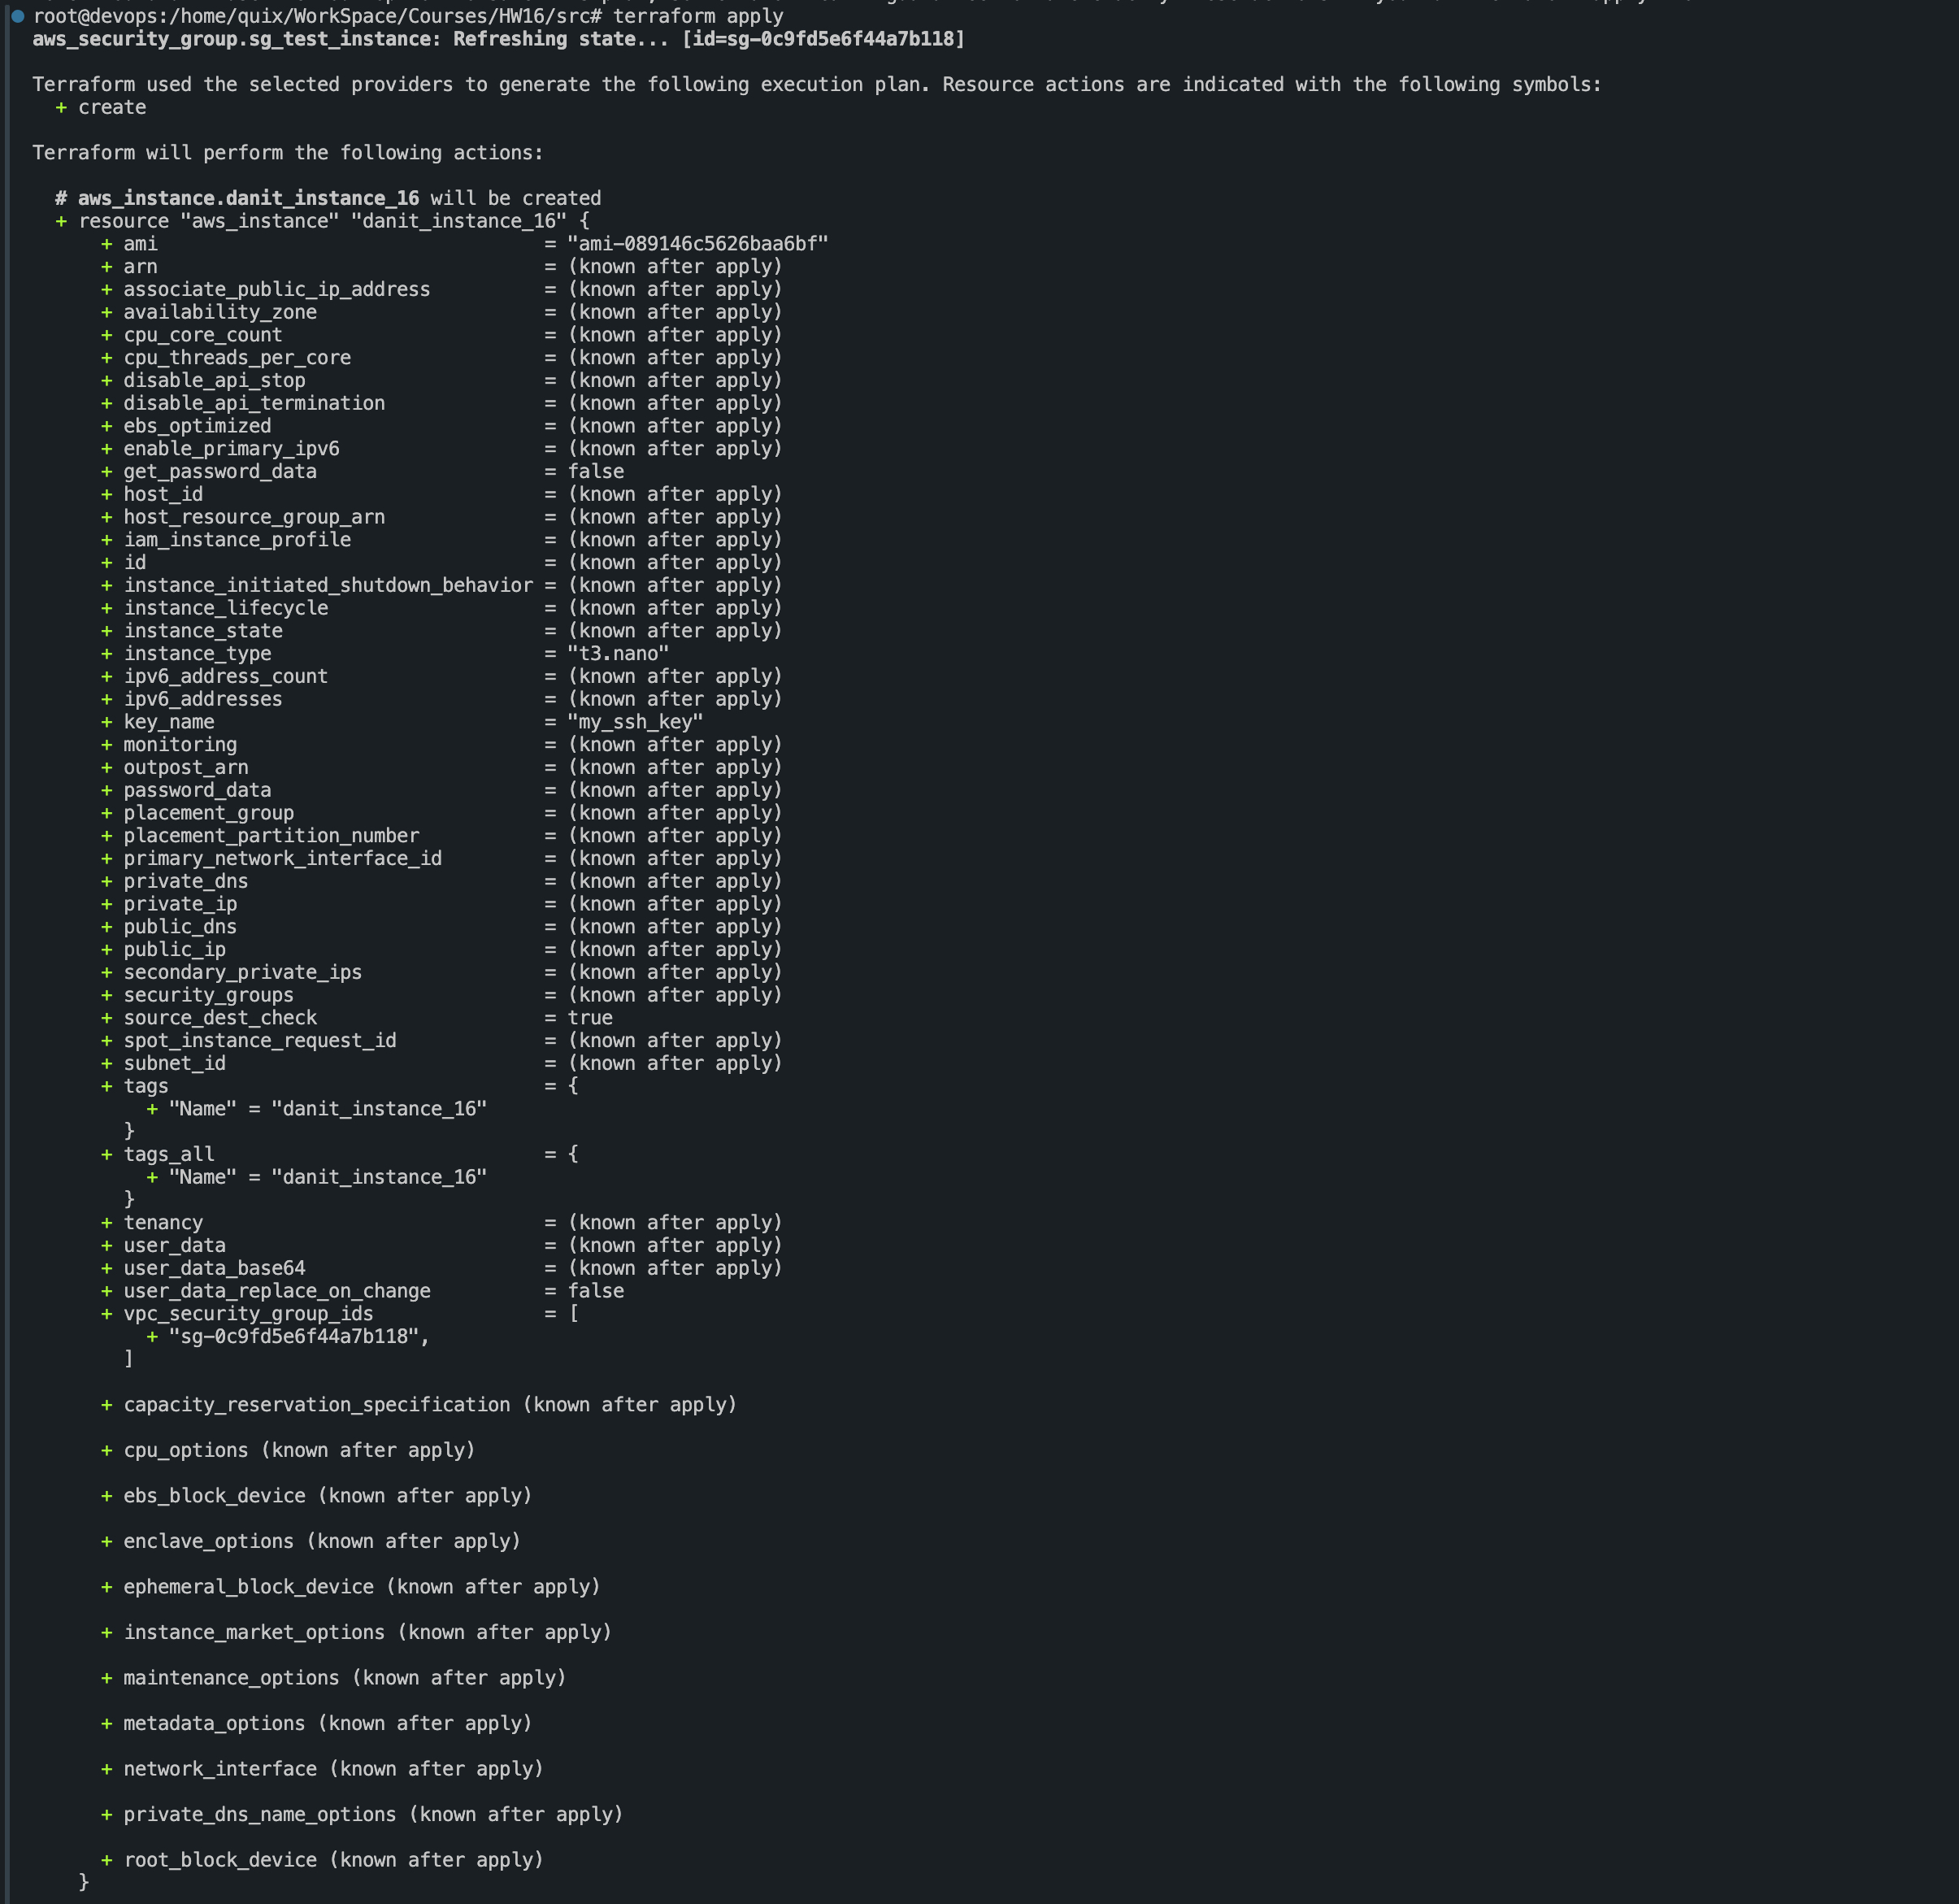 root@devops:/home/quix/WorkSpace/Courses/HW16/src# terraform apply
aws_security_group.sg_test_instance: Refreshing state... [id=sg-0c9fd5e6f44a7b118]
Terraform used the selected providers to generate the following execution plan. Resource actions are indicated with the following symbols:
+ create
Terraform will perform the following actions:
# aws_instance.danit_instance_16 will be created
+ resource "aws_instance" "danit_instance_16" {
+ ami = "ami-089146c5626baa6bf"
+ arn = (known after apply)
+ associate_public_ip_address = (known after apply)
+ availability_zone = (known after apply)
+ cpu_core_count = (known after apply)
+ cpu_threads_per_core = (known after apply)
+ disable_api_stop = (known after apply)
+ disable_api_termination = (known after apply)
+ ebs_optimized = (known after apply)
+ enable_primary_ipv6 = (known after apply)
+ get_password_data = false
+ host_id = (known after apply)
+ host_resource_group_arn = (known after apply)
+ iam_instance_profile = (known after apply)
+ id = (known after apply)
+ instance_initiated_shutdown_behavior = (known after apply)
+ instance_lifecycle = (known after apply)
+ instance_state = (known after apply)
+ instance_type = "t3.nano"
+ ipv6_address_count = (known after apply)
+ ipv6_addresses = (known after apply)
+ key_name = "my_ssh_key"
+ monitoring = (known after apply)
+ outpost_arn = (known after apply)
+ password_data = (known after apply)
+ placement_group = (known after apply)
+ placement_partition_number = (known after apply)
+ primary_network_interface_id = (known after apply)
+ private_dns = (known after apply)
+ private_ip = (known after apply)
+ public_dns = (known after apply)
+ public_ip = (known after apply)
+ secondary_private_ips = (known after apply)
+ security_groups = (known after apply)
+ source_dest_check = true
+ spot_instance_request_id = (known after apply)
+ subnet_id = (known after apply)
+ tags = {
+ "Name" = "danit_instance_16"
}
+ tags_all = {
+ "Name" = "danit_instance_16"
}
+ tenancy = (known after apply)
+ user_data = (known after apply)
+ user_data_base64 = (known after apply)
+ user_data_replace_on_change = false
+ vpc_security_group_ids = [
+ "sg-0c9fd5e6f44a7b118",
]
+ capacity_reservation_specification (known after apply)
+ cpu_options (known after apply)
+ ebs_block_device (known after apply)
+ enclave_options (known after apply)
+ ephemeral_block_device (known after apply)
+ instance_market_options (known after apply)
+ maintenance_options (known after apply)
+ metadata_options (known after apply)
+ network_interface (known after apply)
+ private_dns_name_options (known after apply)
+ root_block_device (known after apply)
}